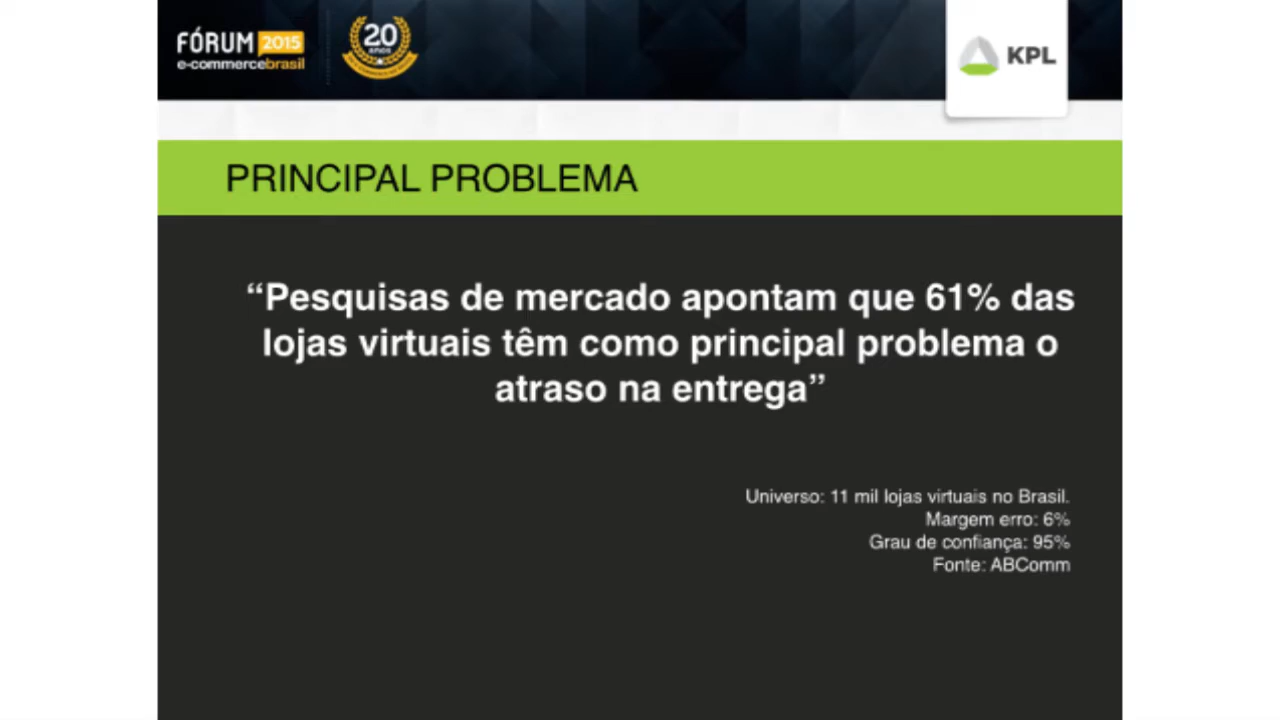 FÓRUM 2015
e-commercebrasil
20
anos
KPL
PRINCIPAL PROBLEMA
“Pesquisas de mercado apontam que 61% das
lojas virtuais têm como principal problema o
atraso na entrega”
Universo: 11 mil lojas virtuais no Brasil.
Margem erro: 6%
Grau de confiança: 95%
Fonte: ABComm